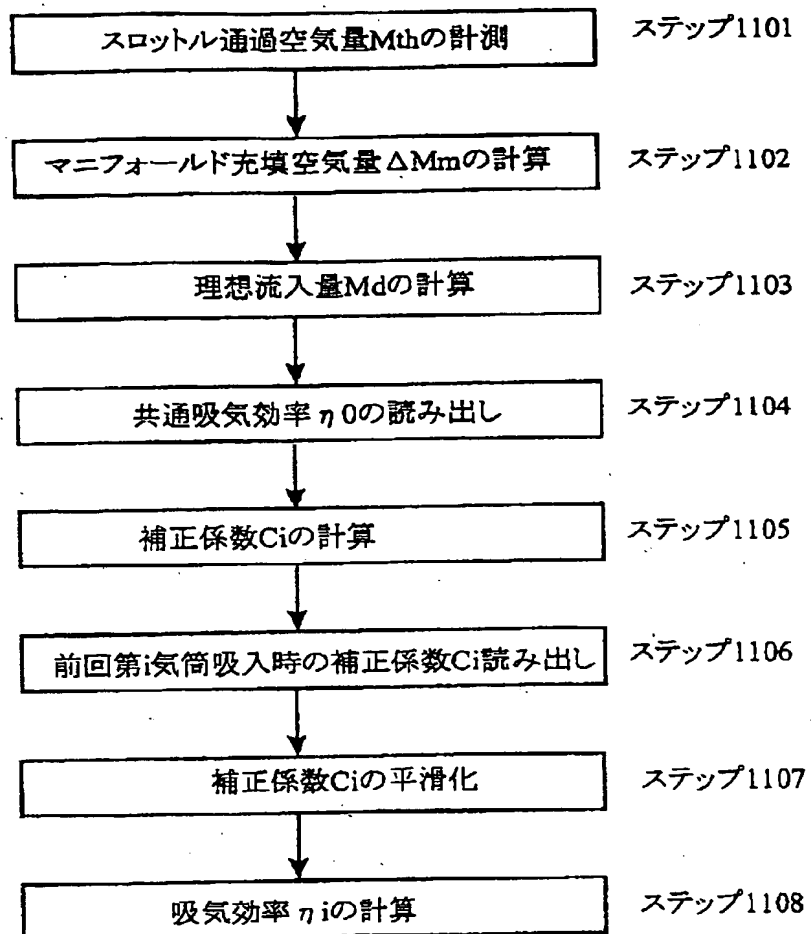 スロットル通過空気量Mthの計測 ステップ1101
マニフォールド充填空気量ΔMmの計算 ステップ1102
理想流入量Mdの計算 ステップ1103
共通吸気効率η0の読み出し ステップ1104
補正係数Ciの計算 ステップ1105
前回第i気筒吸入時の補正係数Ci読み出し ステップ1106
補正係数Ciの平滑化 ステップ1107
吸気効率ηiの計算 ステップ1108